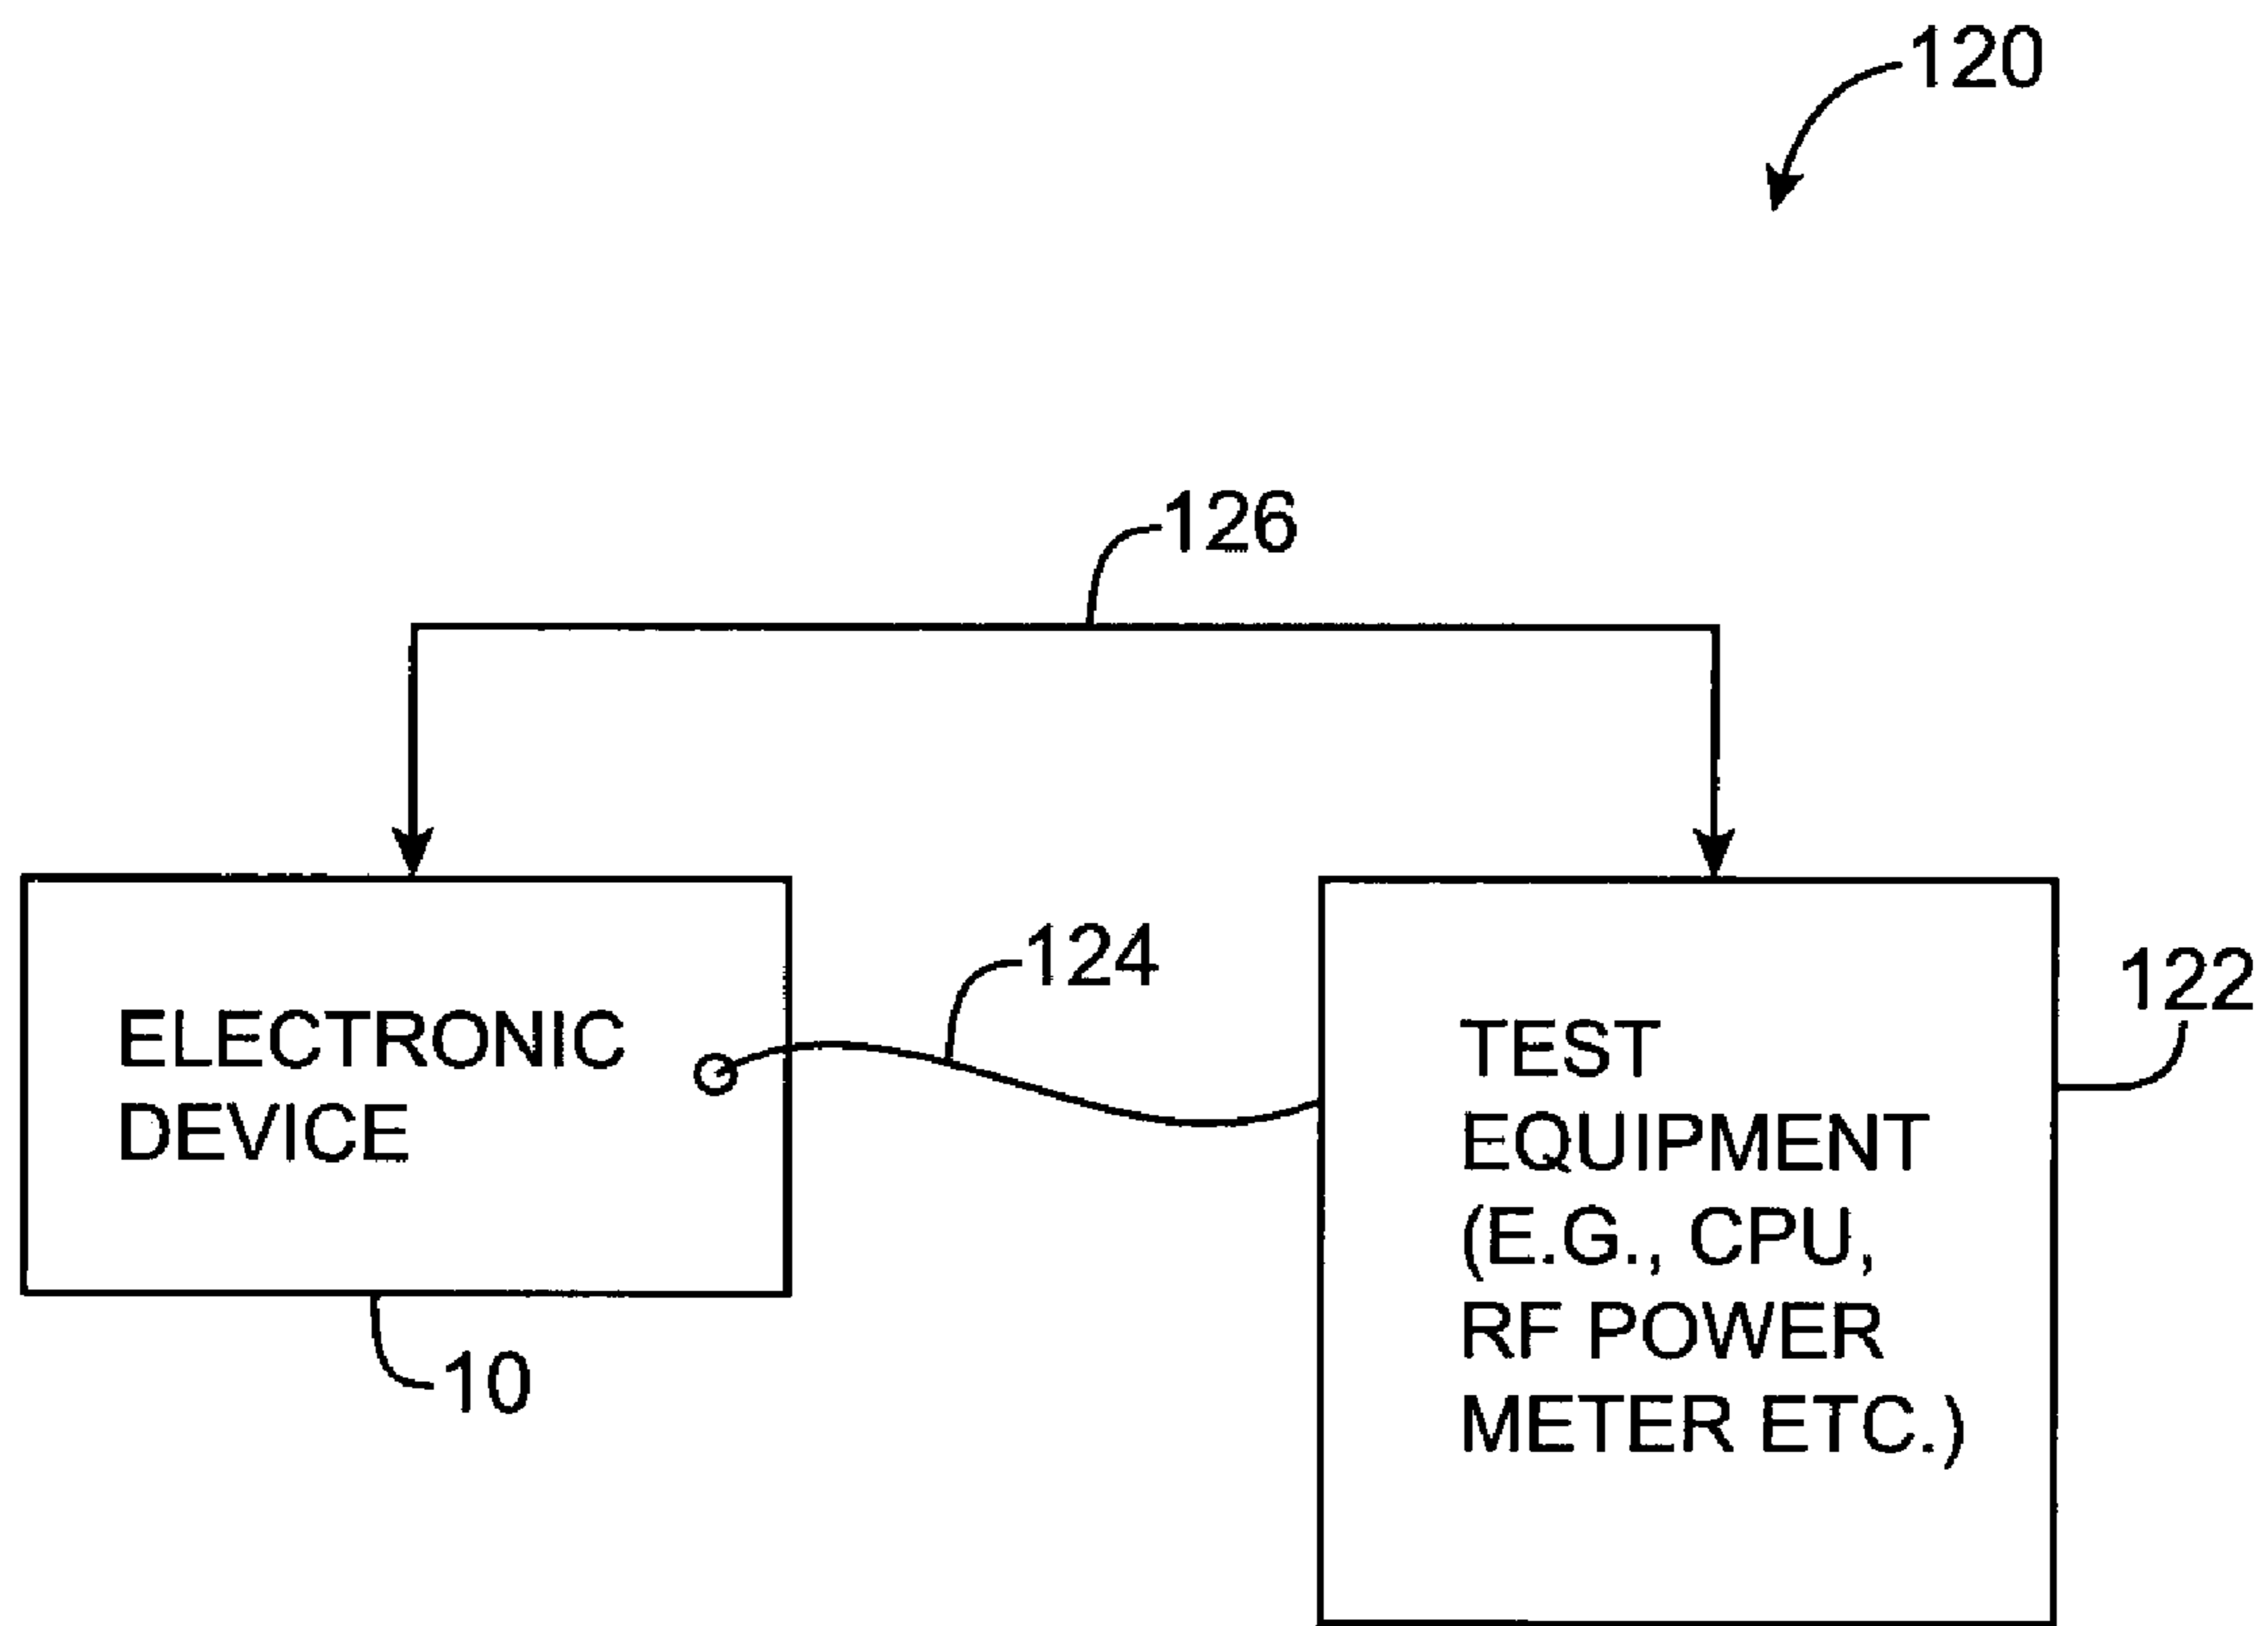 120
126
124
122
ELECTRONIC
DEVICE
TEST
EQUIPMENT
(E.G., CPU,
RF POWER
METER ETC.)
10